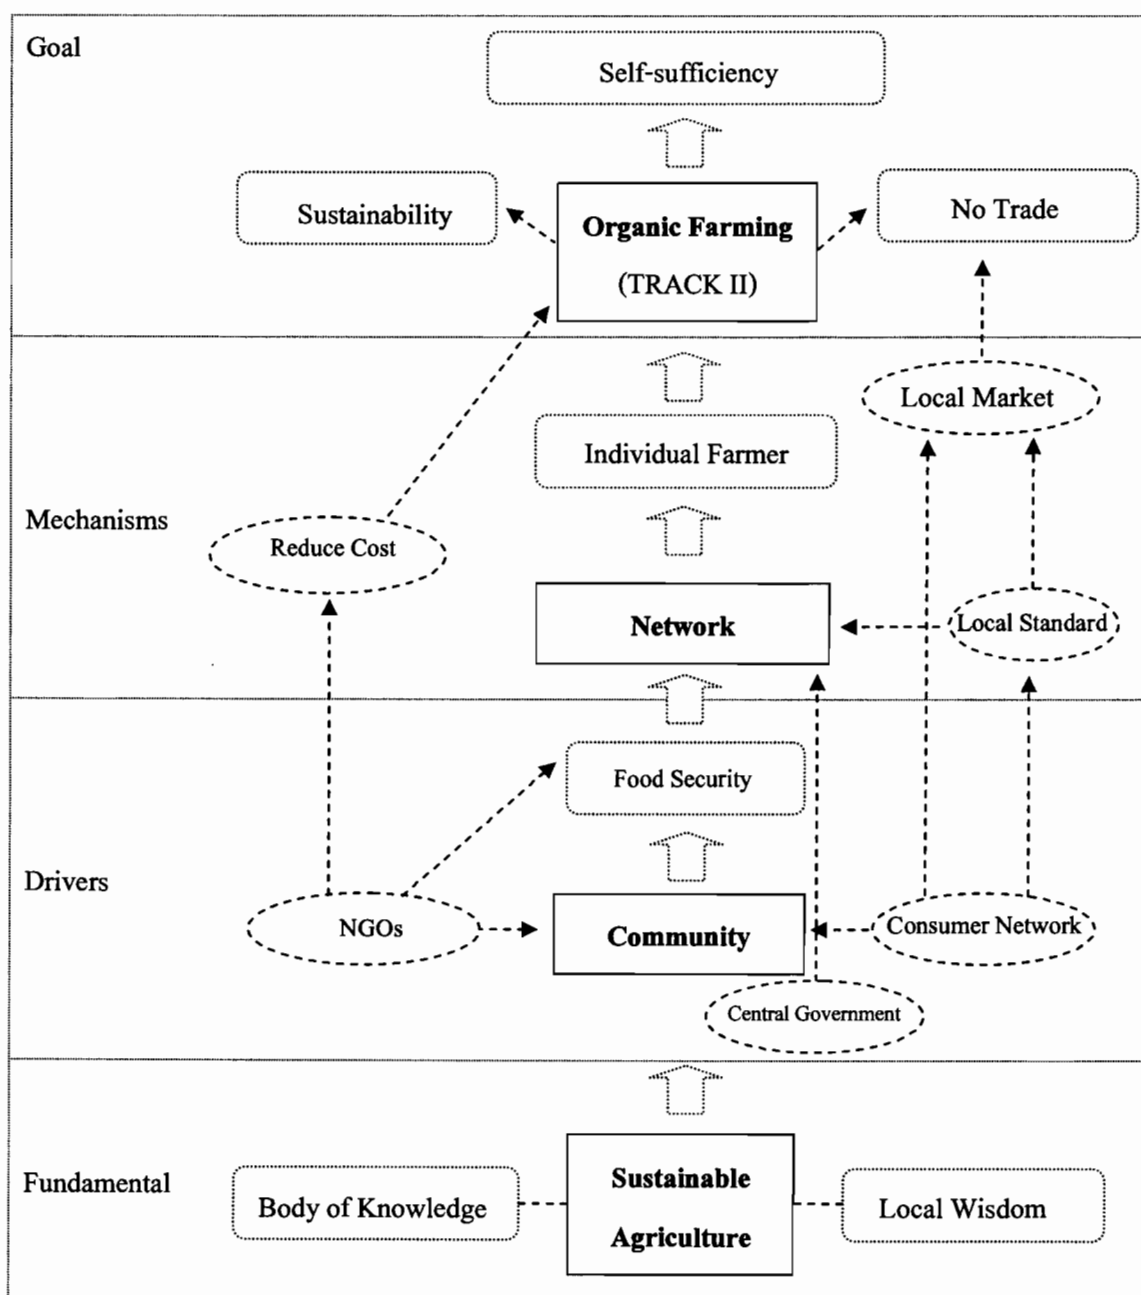 Goal
Self-sufficiency
Sustainability
Organic Farming
(TRACK II)
No Trade
Local Market
Individual Farmer
Mechanisms
Reduce Cost
Network
Local Standard
Food Security
Drivers
NGOs
Community
Consumer Network
Central Government
Fundamental
Body of Knowledge
Sustainable
Agriculture
Local Wisdom